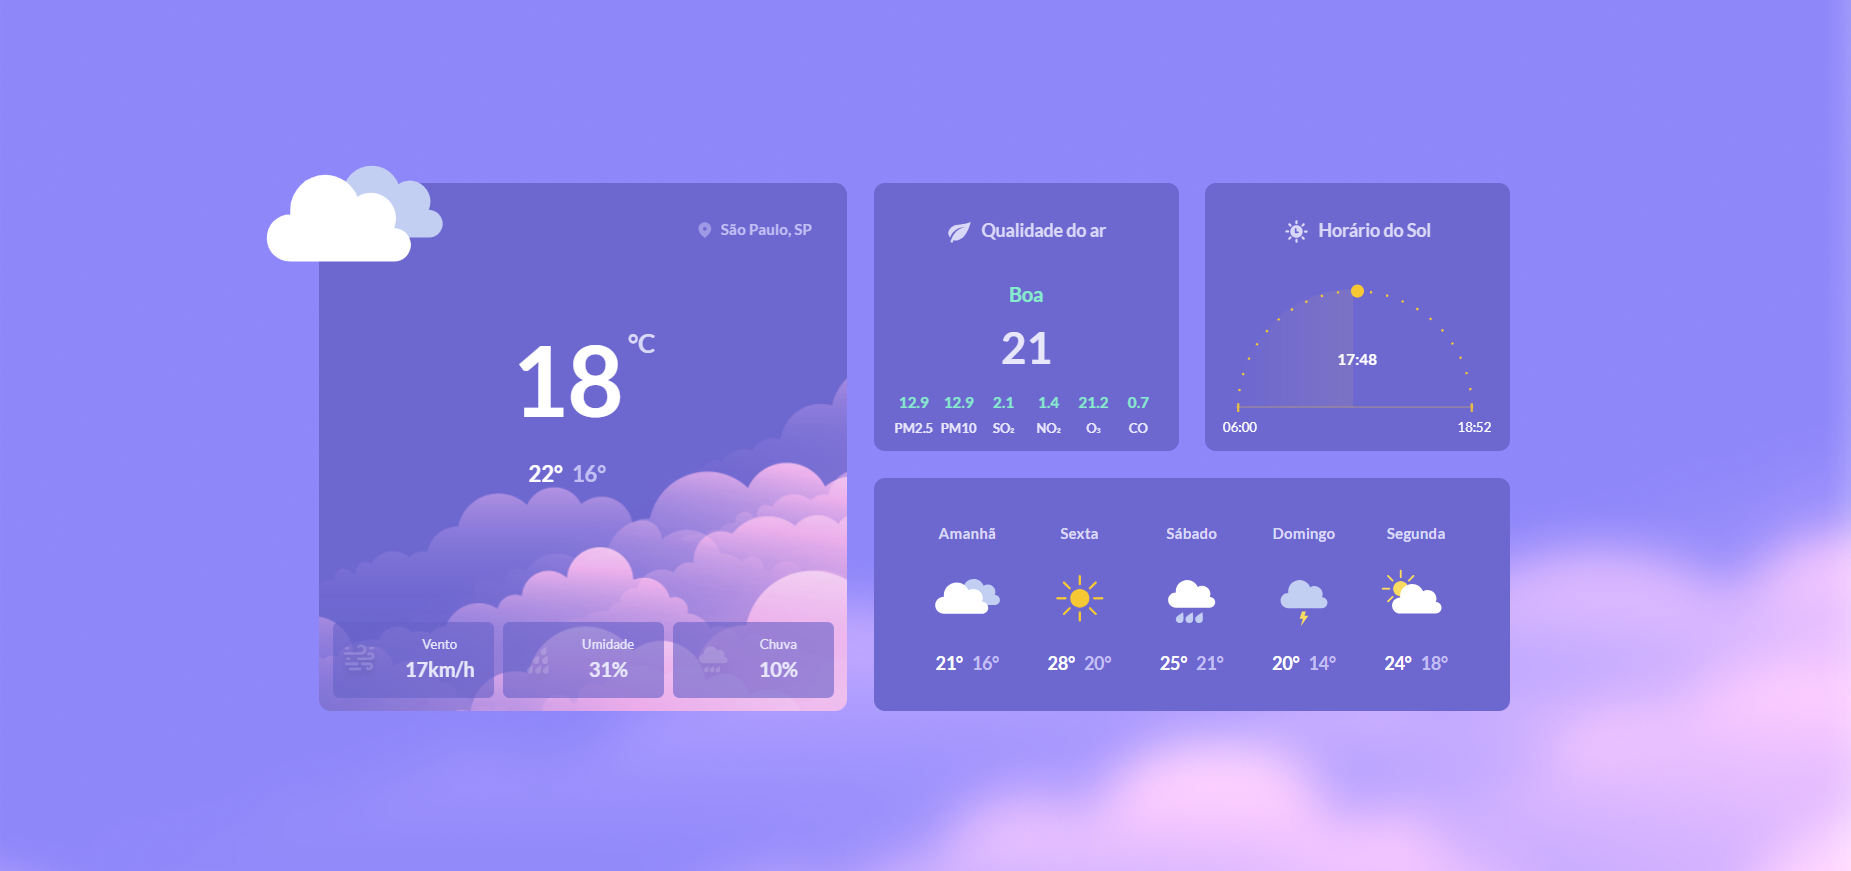 São Paulo, SP
18 °C
22° 16°
Vento
17km/h
Umidade
31%
Chuva
10%
Qualidade do ar
Boa
21
12.9 12.9 2.1 1.4 21.2 0.7
PM2.5 PM10 SO₂ NO₂ O₃ CO
Horário do Sol
17:48
06:00 18:52
Amanhã Sexta Sábado Domingo Segunda
21° 16° 28° 20° 25° 21° 20° 14° 24° 18°